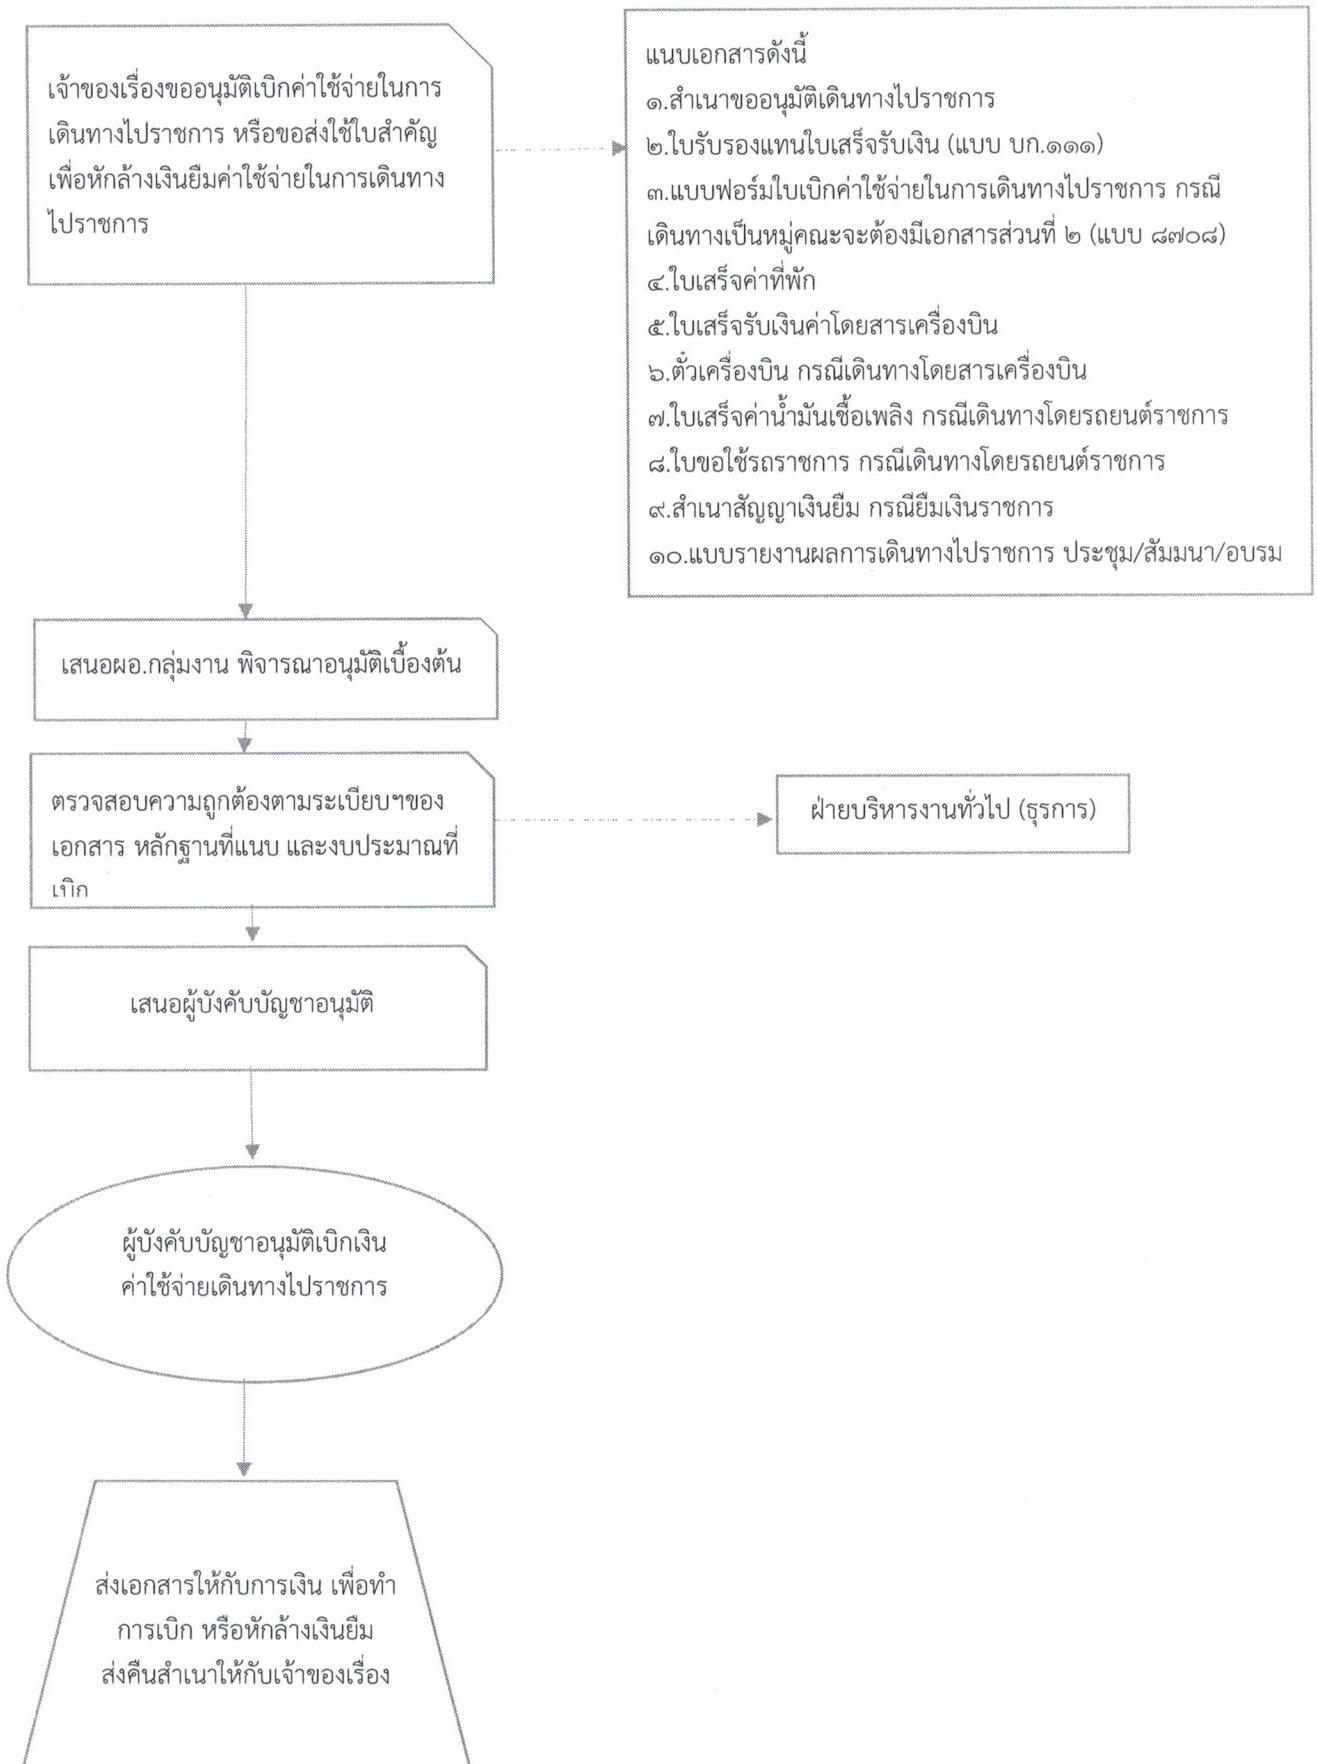 เจ้าของเรื่องขออนุมัติเบิกค่าใช้จ่ายในการ
เดินทางไปราชการ หรือขอส่งใช้ใบสำคัญ
เพื่อหักล้างเงินยืมค่าใช้จ่ายในการเดินทาง
ไปราชการ
แนบเอกสารดังนี้
๑.สำเนาขออนุมัติเดินทางไปราชการ
๒.ใบรับรองแทนใบเสร็จรับเงิน (แบบ บก.๑๑๑)
๓.แบบฟอร์มใบเบิกค่าใช้จ่ายในการเดินทางไปราชการ กรณี
เดินทางเป็นหมู่คณะจะต้องมีเอกสารส่วนที่ ๒ (แบบ ๘๗๐๘)
๔.ใบเสร็จค่าที่พัก
๕.ใบเสร็จรับเงินค่าโดยสารเครื่องบิน
๖.ตั๋วเครื่องบิน กรณีเดินทางโดยสารเครื่องบิน
๗.ใบเสร็จค่าน้ำมันเชื้อเพลิง กรณีเดินทางโดยรถยนต์ราชการ
๘.ใบขอใช้รถราชการ กรณีเดินทางโดยรถยนต์ราชการ
๙.สำเนาสัญญาเงินยืม กรณียืมเงินราชการ
๑๐.แบบรายงานผลการเดินทางไปราชการ ประชุม/สัมมนา/อบรม
เสนอผอ.กลุ่มงาน พิจารณาอนุมัติเบื้องต้น
ตรวจสอบความถูกต้องตามระเบียบฯของ
เอกสาร หลักฐานที่แนบ และงบประมาณที่
เบิก
ฝ่ายบริหารงานทั่วไป (ธุรการ)
เสนอผู้บังคับบัญชาอนุมัติ
ผู้บังคับบัญชาอนุมัติเบิกเงิน
ค่าใช้จ่ายเดินทางไปราชการ
ส่งเอกสารให้กับการเงิน เพื่อทำ
การเบิก หรือหักล้างเงินยืม
ส่งคืนสำเนาให้กับเจ้าของเรื่อง